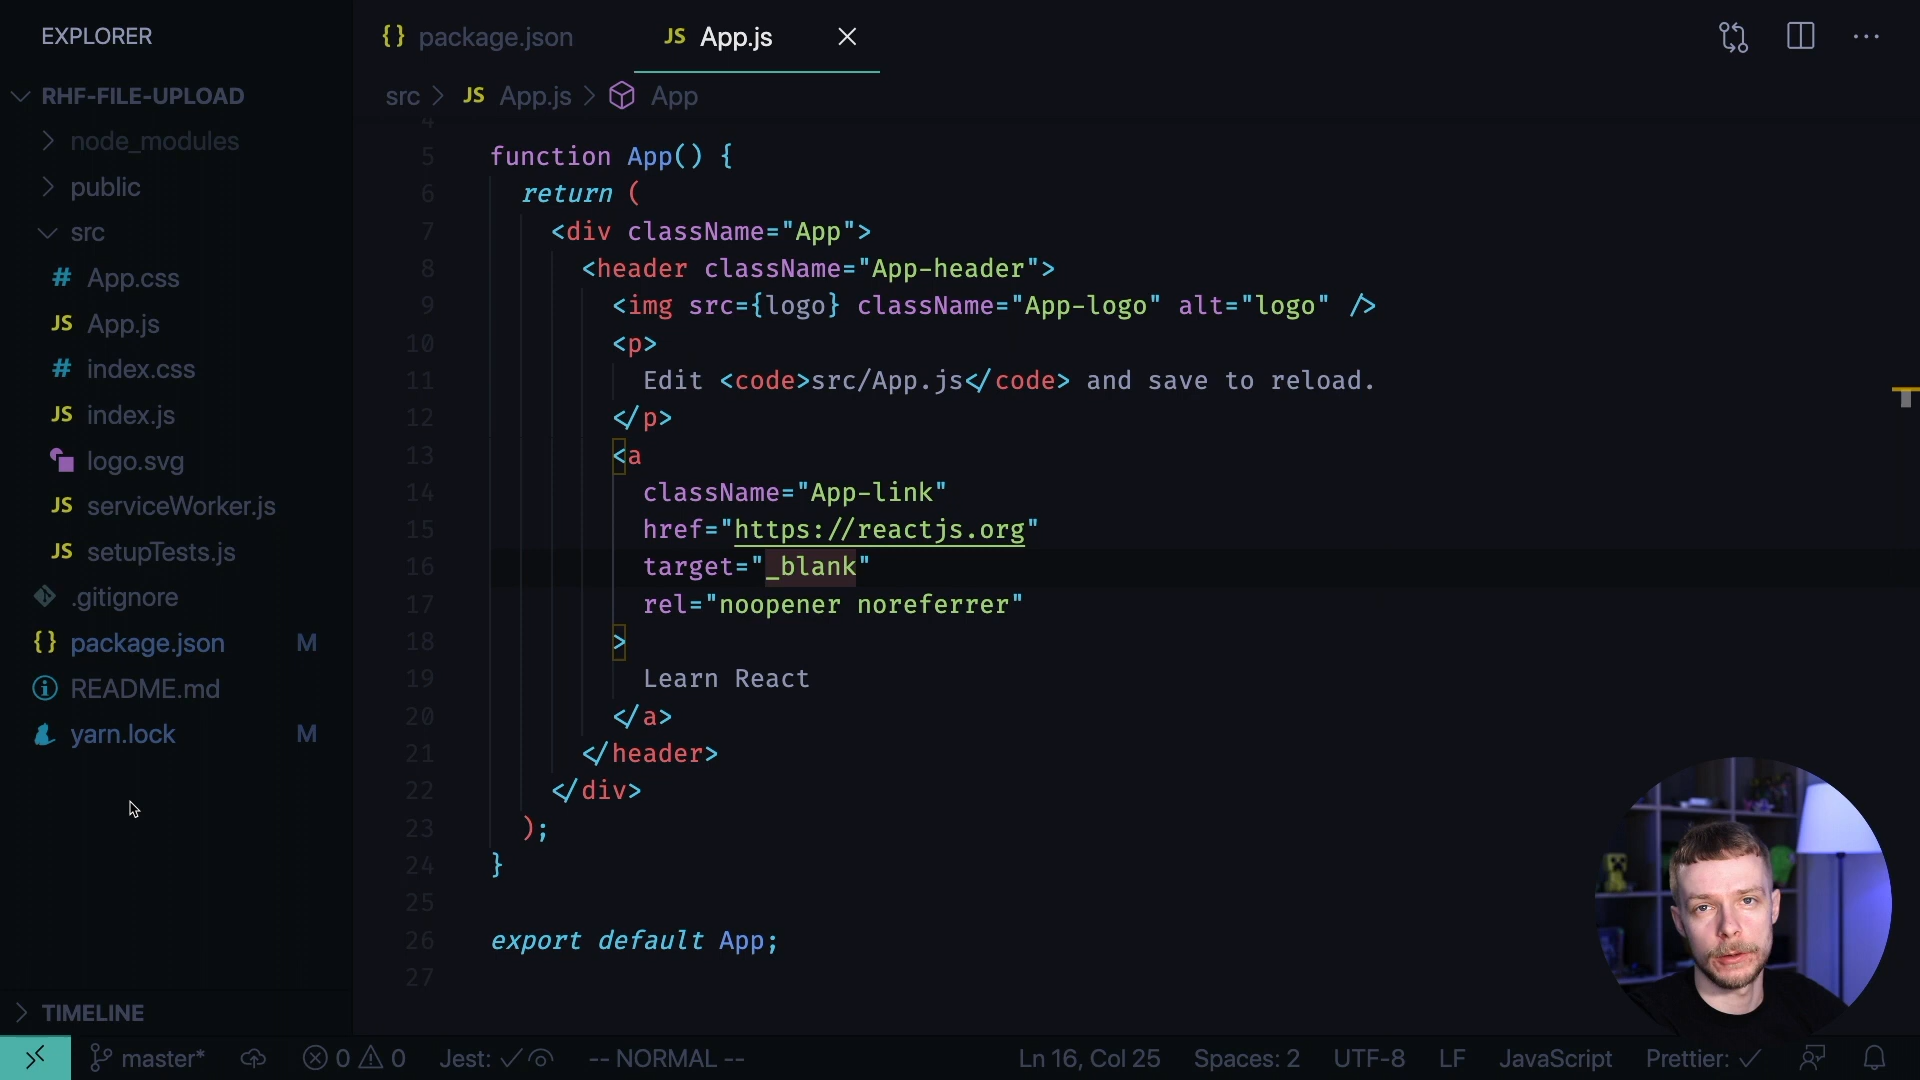 EXPLORER
RHF-FILE-UPLOAD
node_modules
public
src
# App.css
JS App.js
# index.css
JS index.js
logo.svg
JS serviceWorker.js
JS setupTests.js
.gitignore
{} package.json M
README.md
yarn.lock M
TIMELINE
{} package.json JS App.js
src > JS App.js > App
4
5 function App() {
6 return (
7 <div className="App">
8 <header className="App-header">
9 <img src={logo} className="App-logo" alt="logo" />
10 <p>
11 Edit <code>src/App.js</code> and save to reload.
12 </p>
13 <a
14 className="App-link"
15 href="https://reactjs.org"
16 target="_blank"
17 rel="noopener noreferrer"
18 >
19 Learn React
20 </a>
21 </header>
22 </div>
23 );
24 }
25
26 export default App;
27
master* 0 0 Jest: -- NORMAL -- Ln 16, Col 25 Spaces: 2 UTF-8 LF JavaScript Prettier: